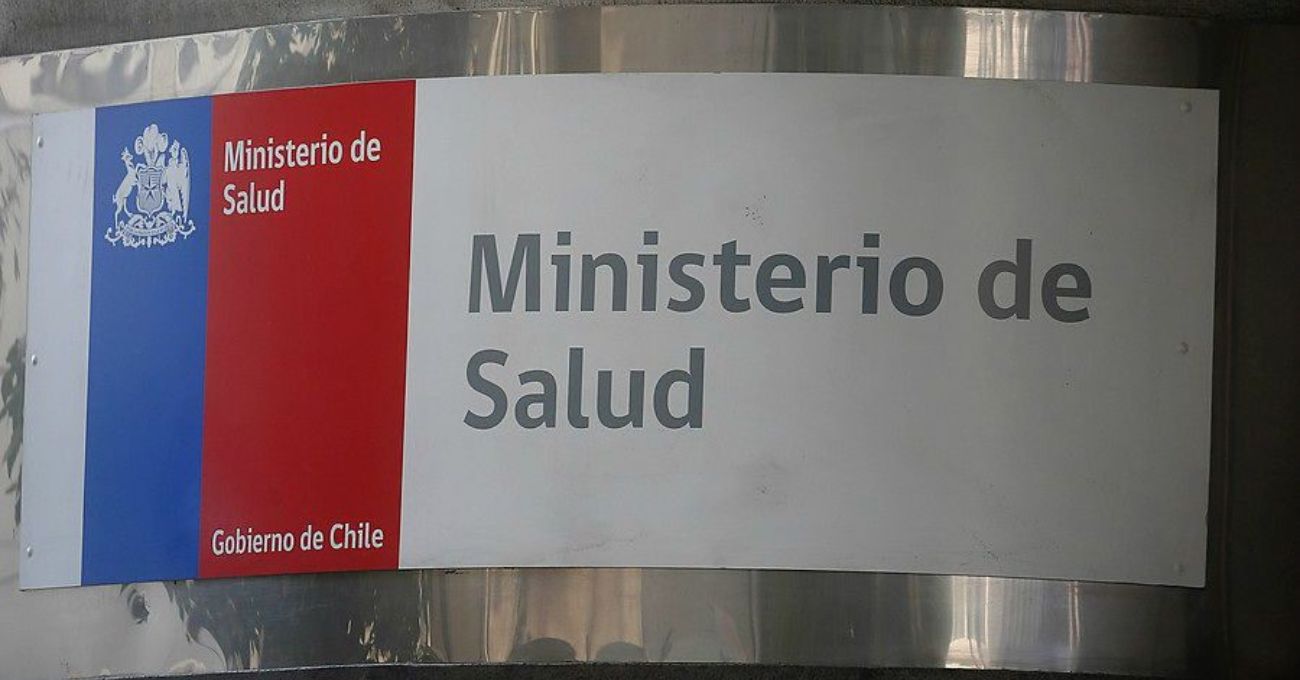 Ministerio de
Salud
Gobierno de Chile
Ministerio de
Salud